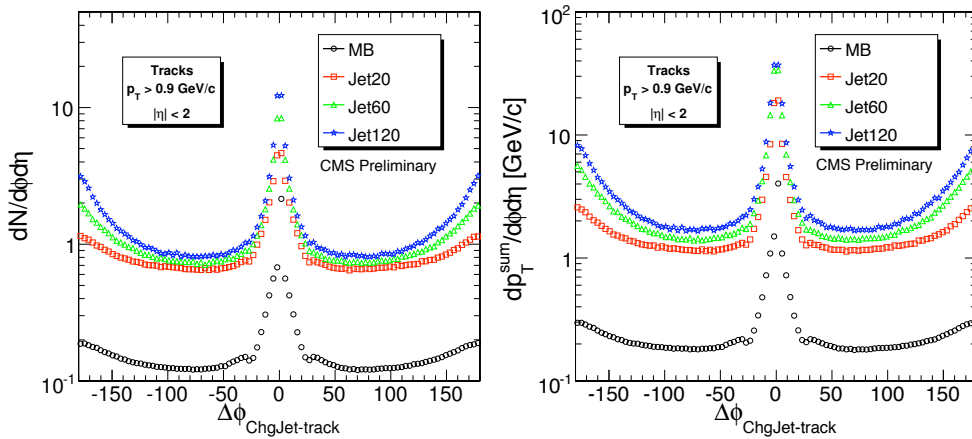 dN/dϕdη
10
1
10⁻¹
Tracks
p_T > 0.9 GeV/c
|η| < 2
MB
Jet20
Jet60
Jet120
CMS Preliminary
-150 -100 -50 0 50 100 150
Δϕ_ChgJet-track
dp_T^sum/dϕdη [GeV/c]
10²
10
1
10⁻¹
Tracks
p_T > 0.9 GeV/c
|η| < 2
MB
Jet20
Jet60
Jet120
CMS Preliminary
-150 -100 -50 0 50 100 150
Δϕ_ChgJet-track